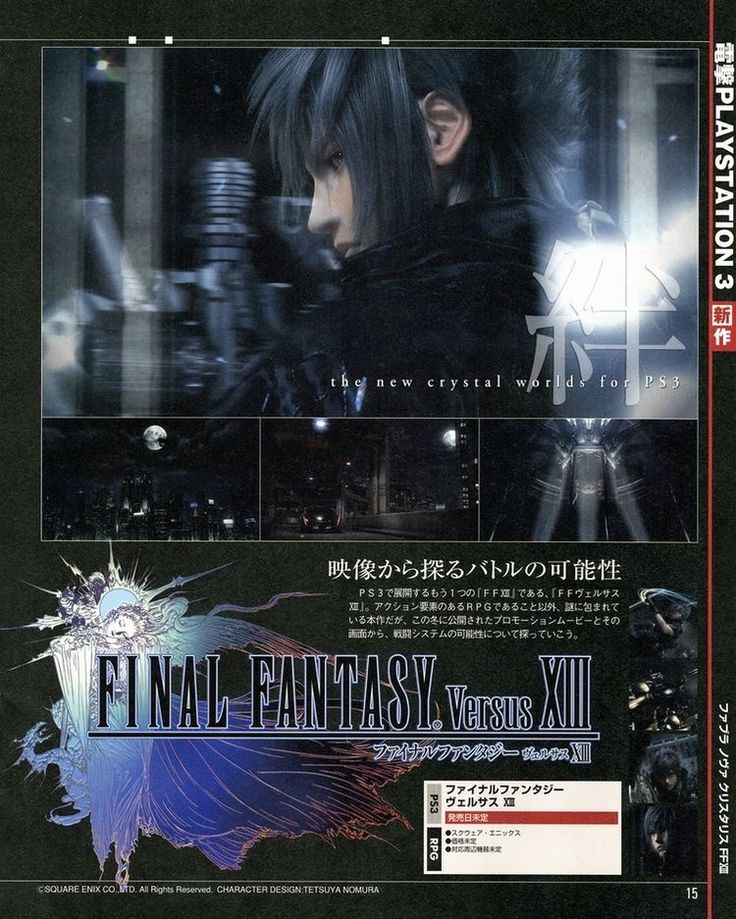 電撃PLAYSTATION 3 新作
絆
the new crystal worlds for PS3
映像から探るバトルの可能性
PS3で展開するもう1つの『FFⅩⅢ』である、『FFヴェルサス
ⅩⅢ』。アクション要素のあるRPGであること以外、謎に包まれて
いる本作だが、この冬に公開されたプロモーションムービーとその
画面から、戦闘システムの可能性について探っていこう。
FINAL FANTASY® Versus XIII
ファイナルファンタジー ヴェルサス XIII
PS3
RPG
ファイナルファンタジー
ヴェルサス ⅩⅢ
発売日未定
●スクウェア・エニックス
●価格未定
●対応周辺機器未定
ファブラ ノヴァ クリスタリス FFⅩⅢ
©SQUARE ENIX CO.,LTD. All Rights Reserved. CHARACTER DESIGN:TETSUYA NOMURA
15